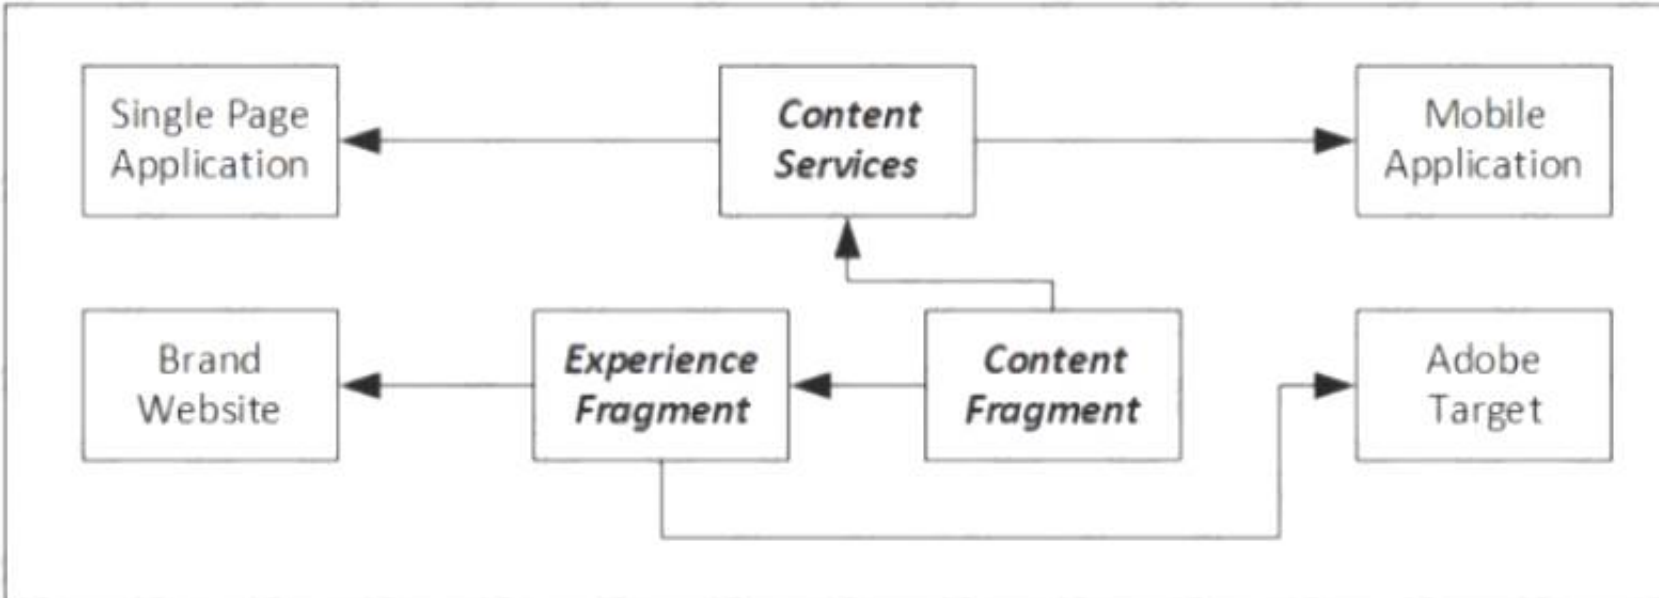 Single Page
Application
Content
Services
Mobile
Application
Brand
Website
Experience
Fragment
Content
Fragment
Adobe
Target